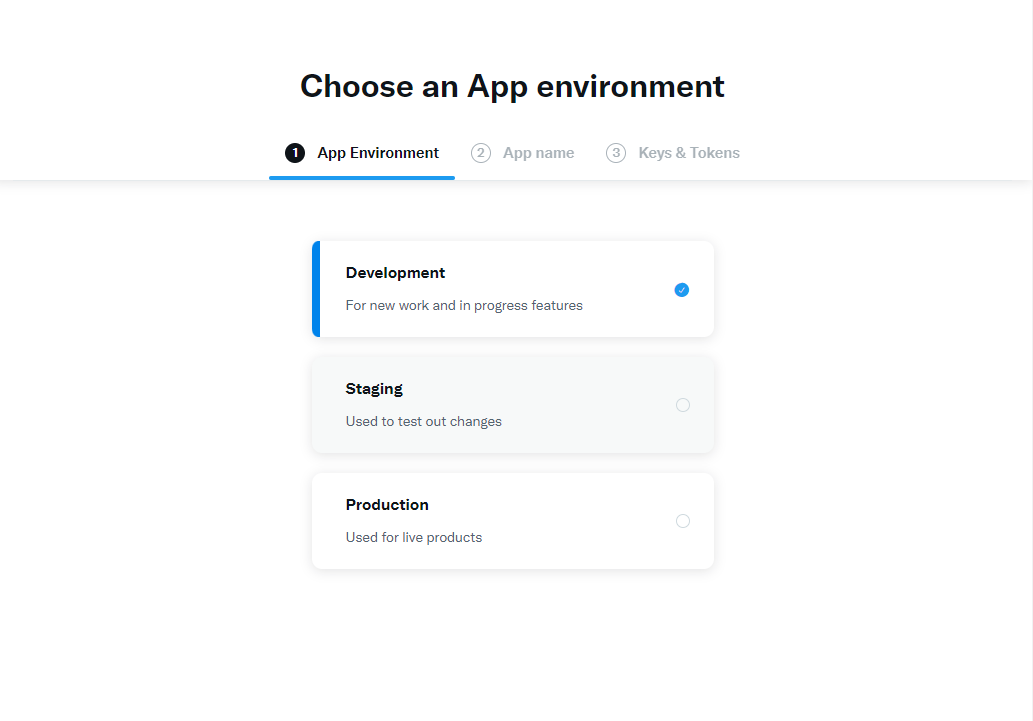 Choose an App environment
1 App Environment 2 App name 3 Keys & Tokens
Development
For new work and in progress features
Staging
Used to test out changes
Production
Used for live products